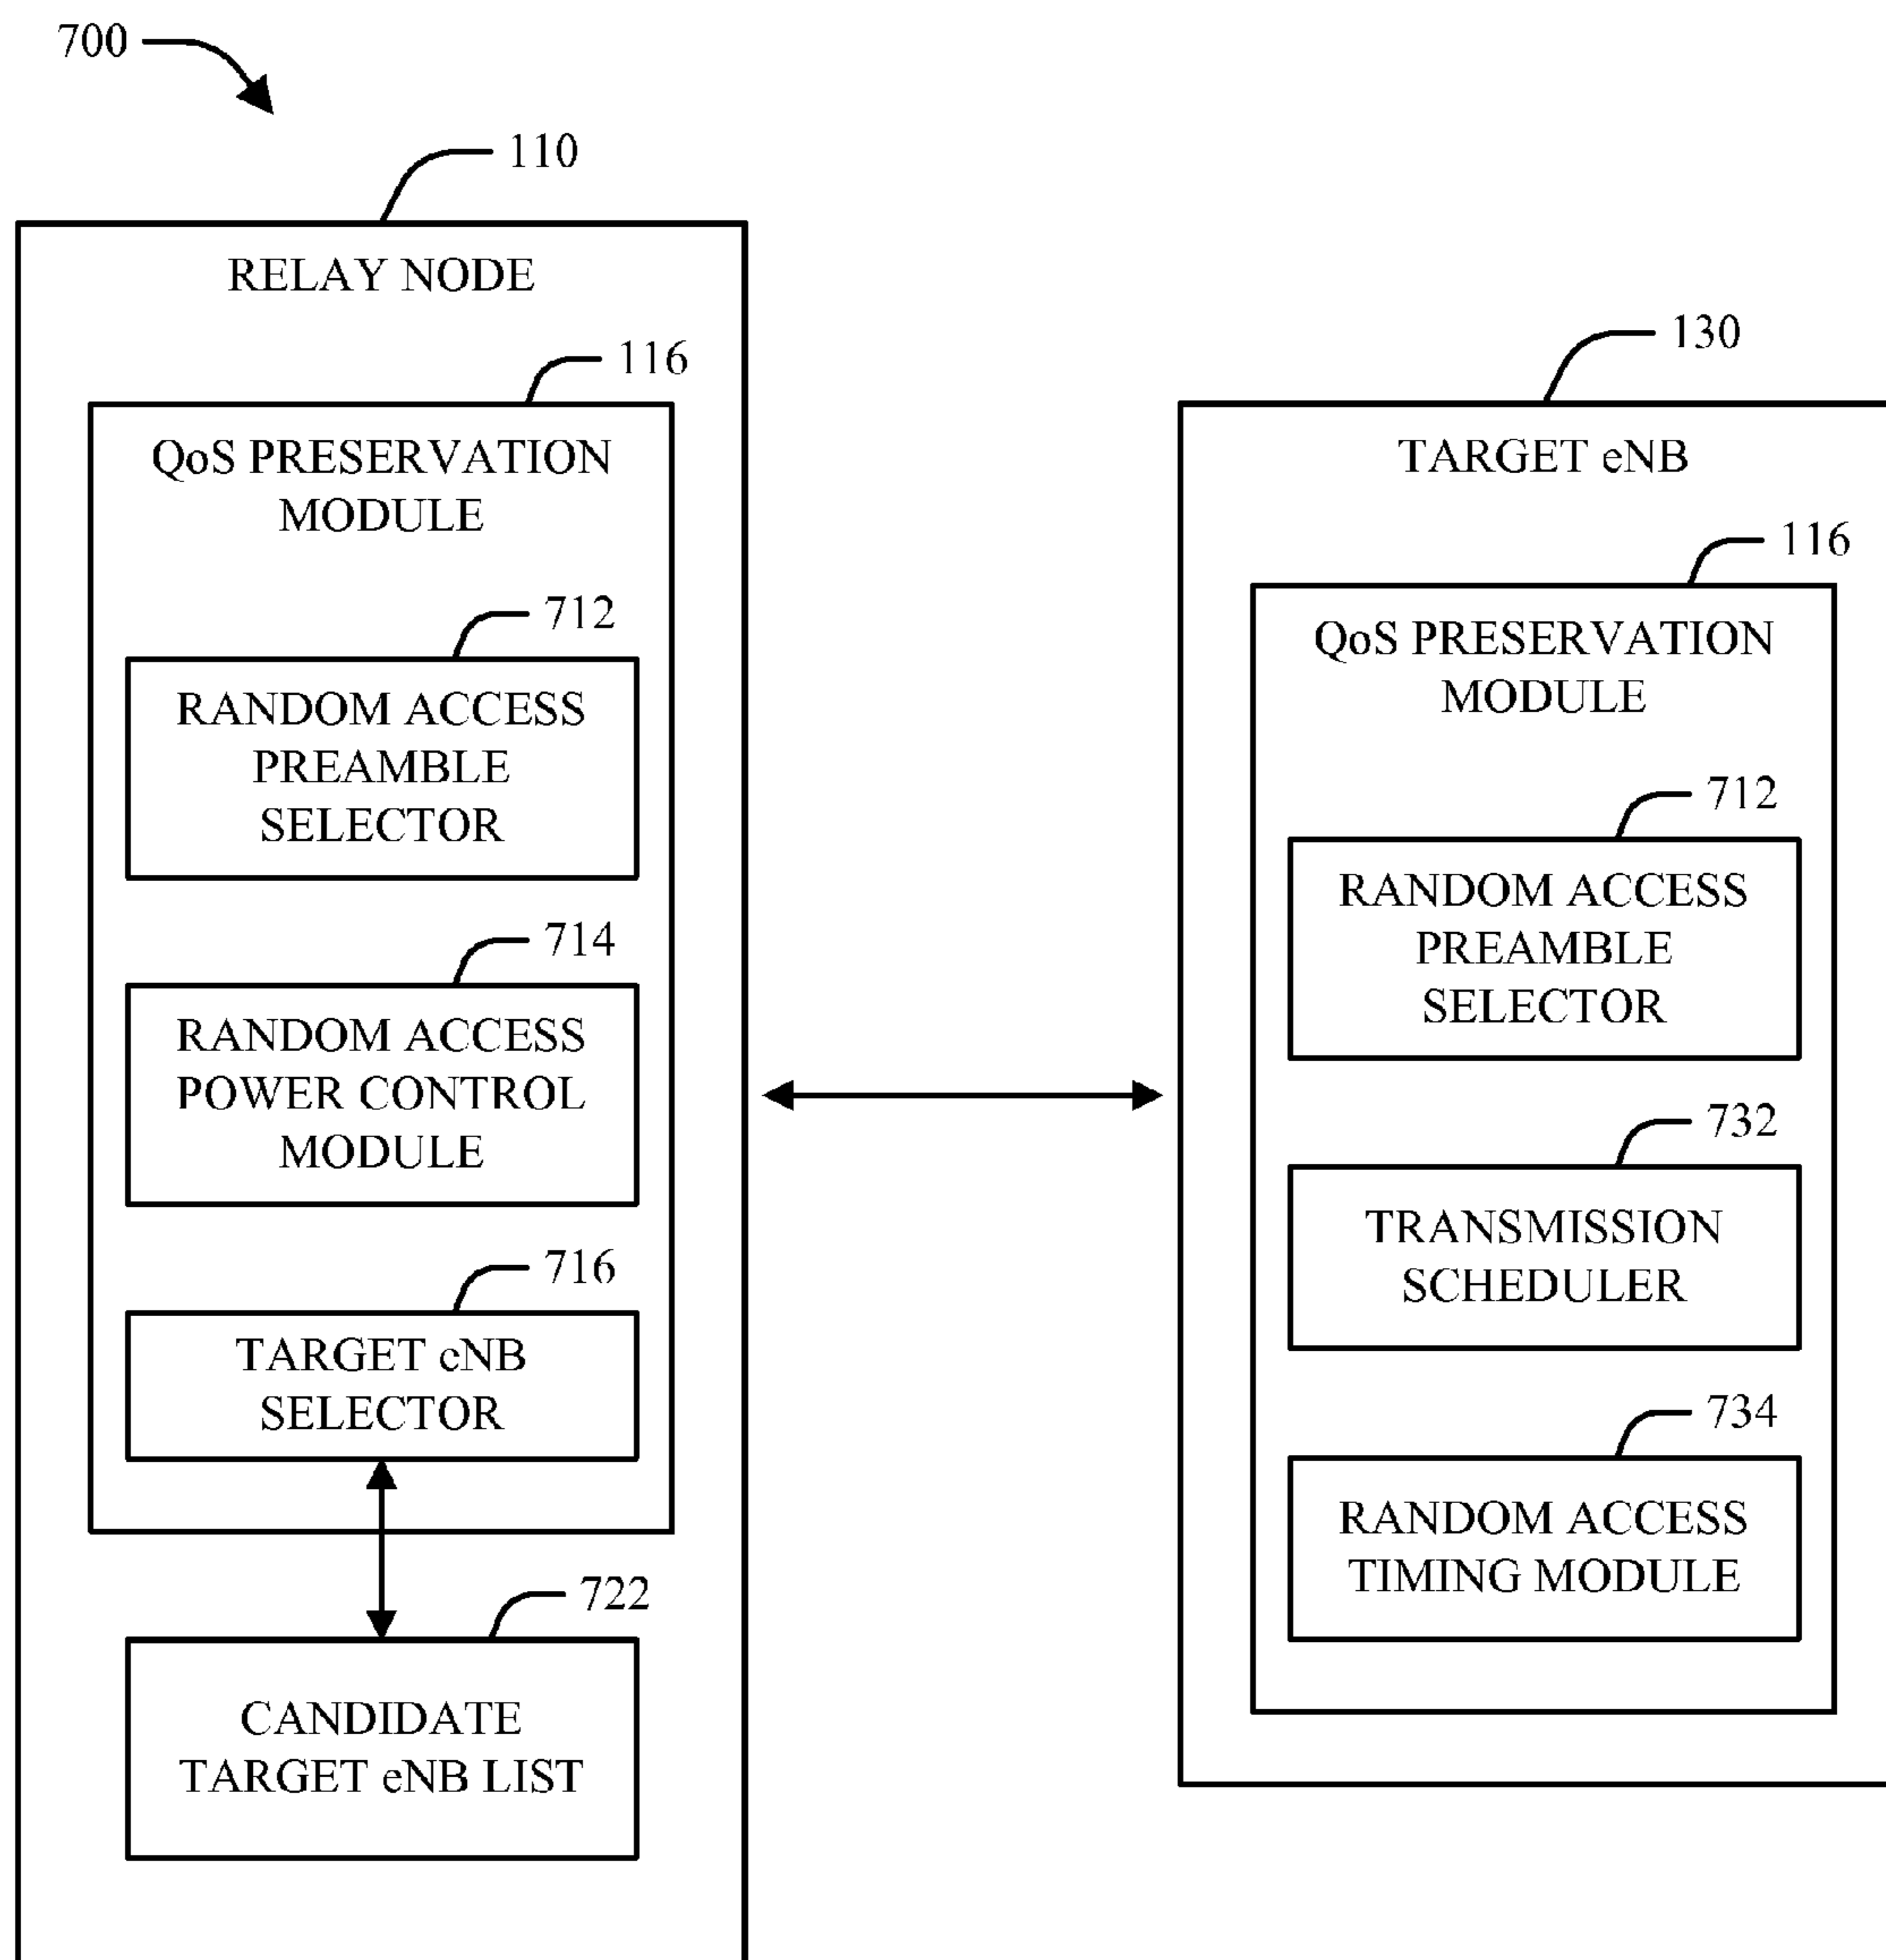 700
110
RELAY NODE
116
QoS PRESERVATION
MODULE
712
RANDOM ACCESS
PREAMBLE
SELECTOR
714
RANDOM ACCESS
POWER CONTROL
MODULE
716
TARGET eNB
SELECTOR
722
CANDIDATE
TARGET eNB LIST
130
TARGET eNB
116
QoS PRESERVATION
MODULE
712
RANDOM ACCESS
PREAMBLE
SELECTOR
732
TRANSMISSION
SCHEDULER
734
RANDOM ACCESS
TIMING MODULE